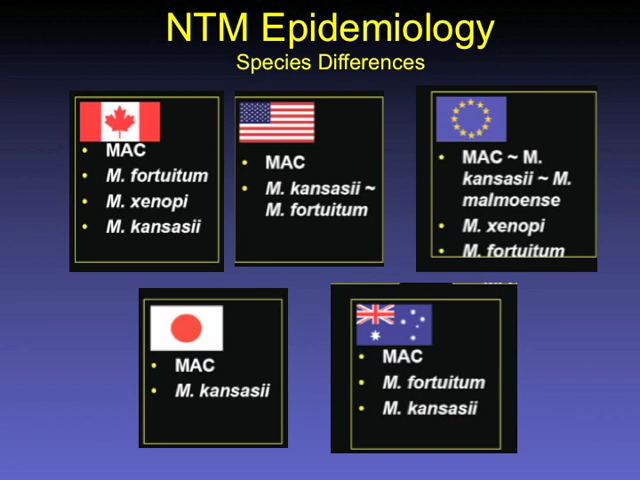 NTM Epidemiology
Species Differences
• MAC
• M. fortuitum
• M. xenopi
• M. kansasii
• MAC
• M. kansasii ~
M. fortuitum
• MAC ~ M.
kansasii ~ M.
malmoense
• M. xenopi
• M. fortuitum
• MAC
• M. kansasii
• MAC
• M. fortuitum
• M. kansasii